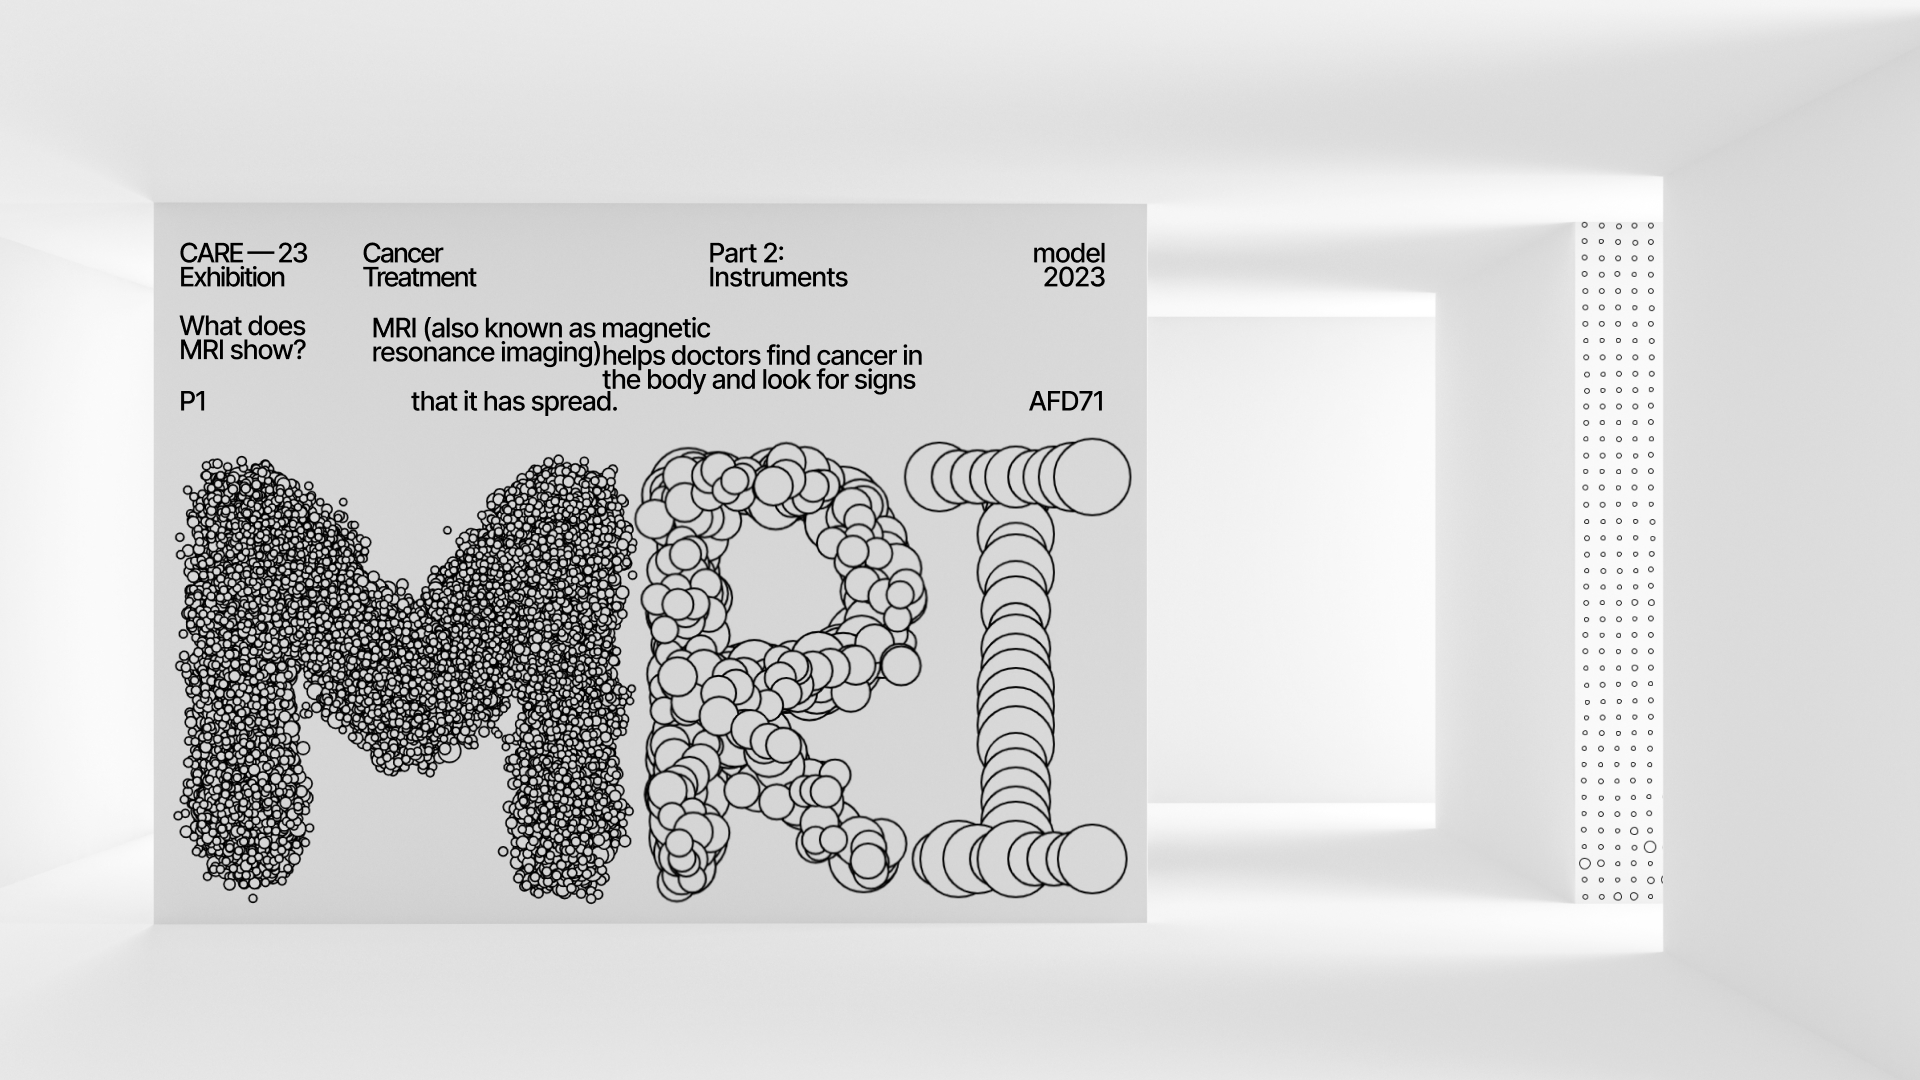 CARE — 23
Exhibition
Cancer
Treatment
Part 2:
Instruments
model
2023
What does
MRI show?
MRI (also known as magnetic
resonance imaging)
helps doctors find cancer in
the body and look for signs
that it has spread.
P1
AFD71
MRI